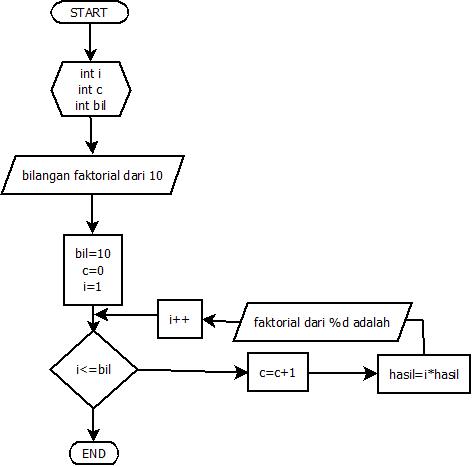 START
int i
int c
int bil
bilangan faktorial dari 10
bil=10
c=0
i=1
i++
faktorial dari %d adalah
i<=bil
c=c+1
hasil=i*hasil
END